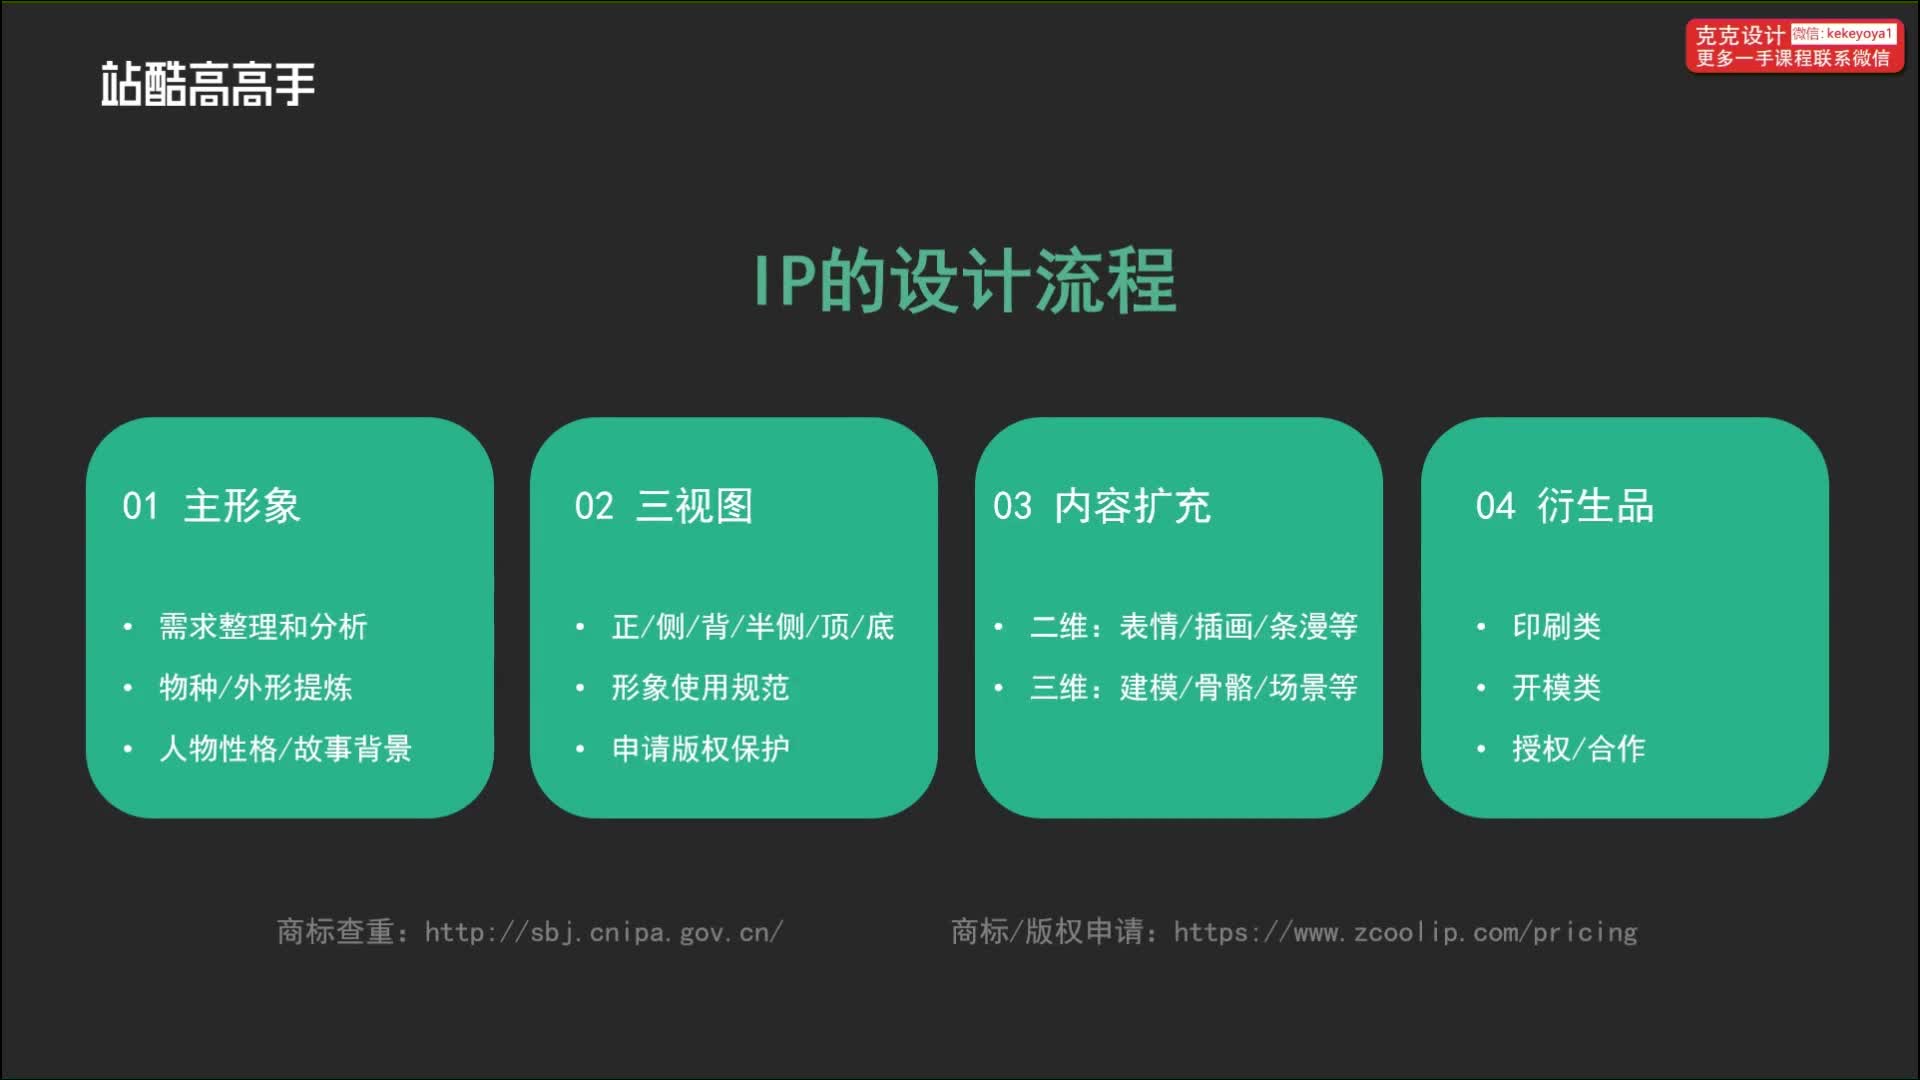 站酷高高手
克克设计 微信:kekeyoya1
更多一手课程联系微信
IP的设计流程
01 主形象
• 需求整理和分析
• 物种/外形提炼
• 人物性格/故事背景
02 三视图
• 正/侧/背/半侧/顶/底
• 形象使用规范
• 申请版权保护
03 内容扩充
• 二维：表情/插画/条漫等
• 三维：建模/骨骼/场景等
04 衍生品
• 印刷类
• 开模类
• 授权/合作
商标查重：http://sbj.cnipa.gov.cn/
商标/版权申请：https://www.zcoolip.com/pricing